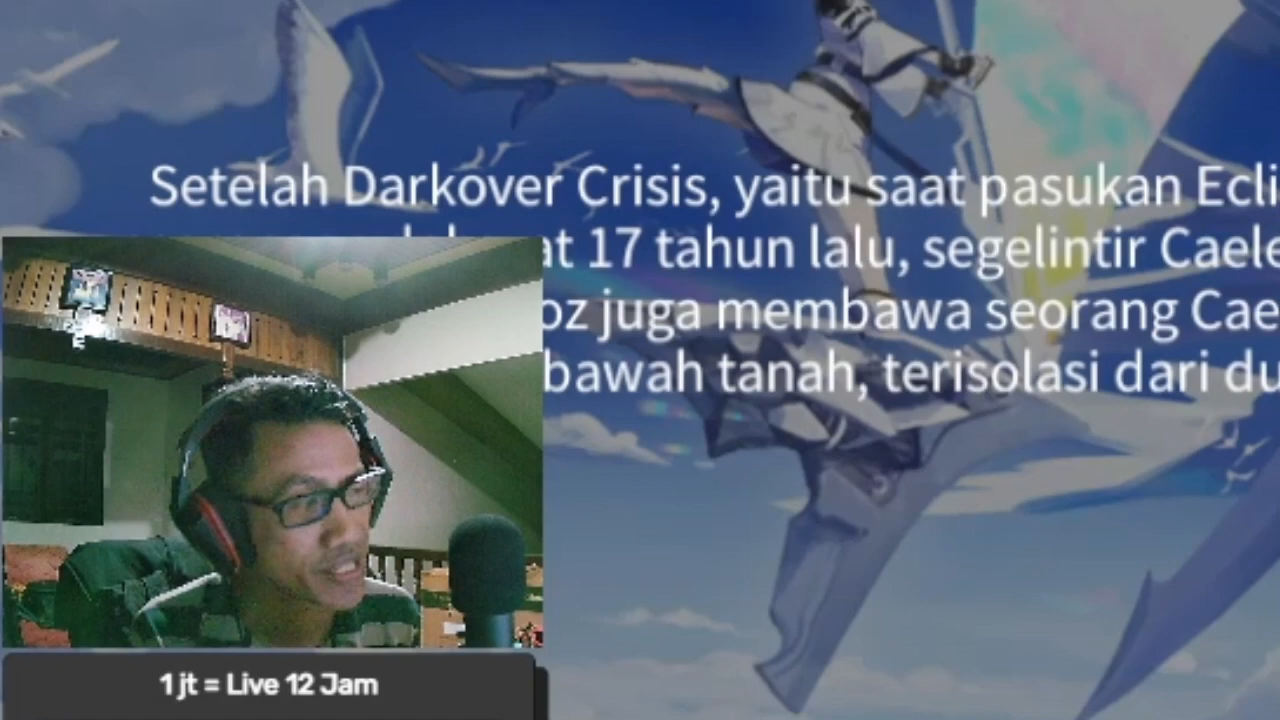 Setelah Darkover Crisis, yaitu saat pasukan Ecli
at 17 tahun lalu, segelintir Caele
oz juga membawa seorang Cae
bawah tanah, terisolasi dari du
1 jt = Live 12 Jam